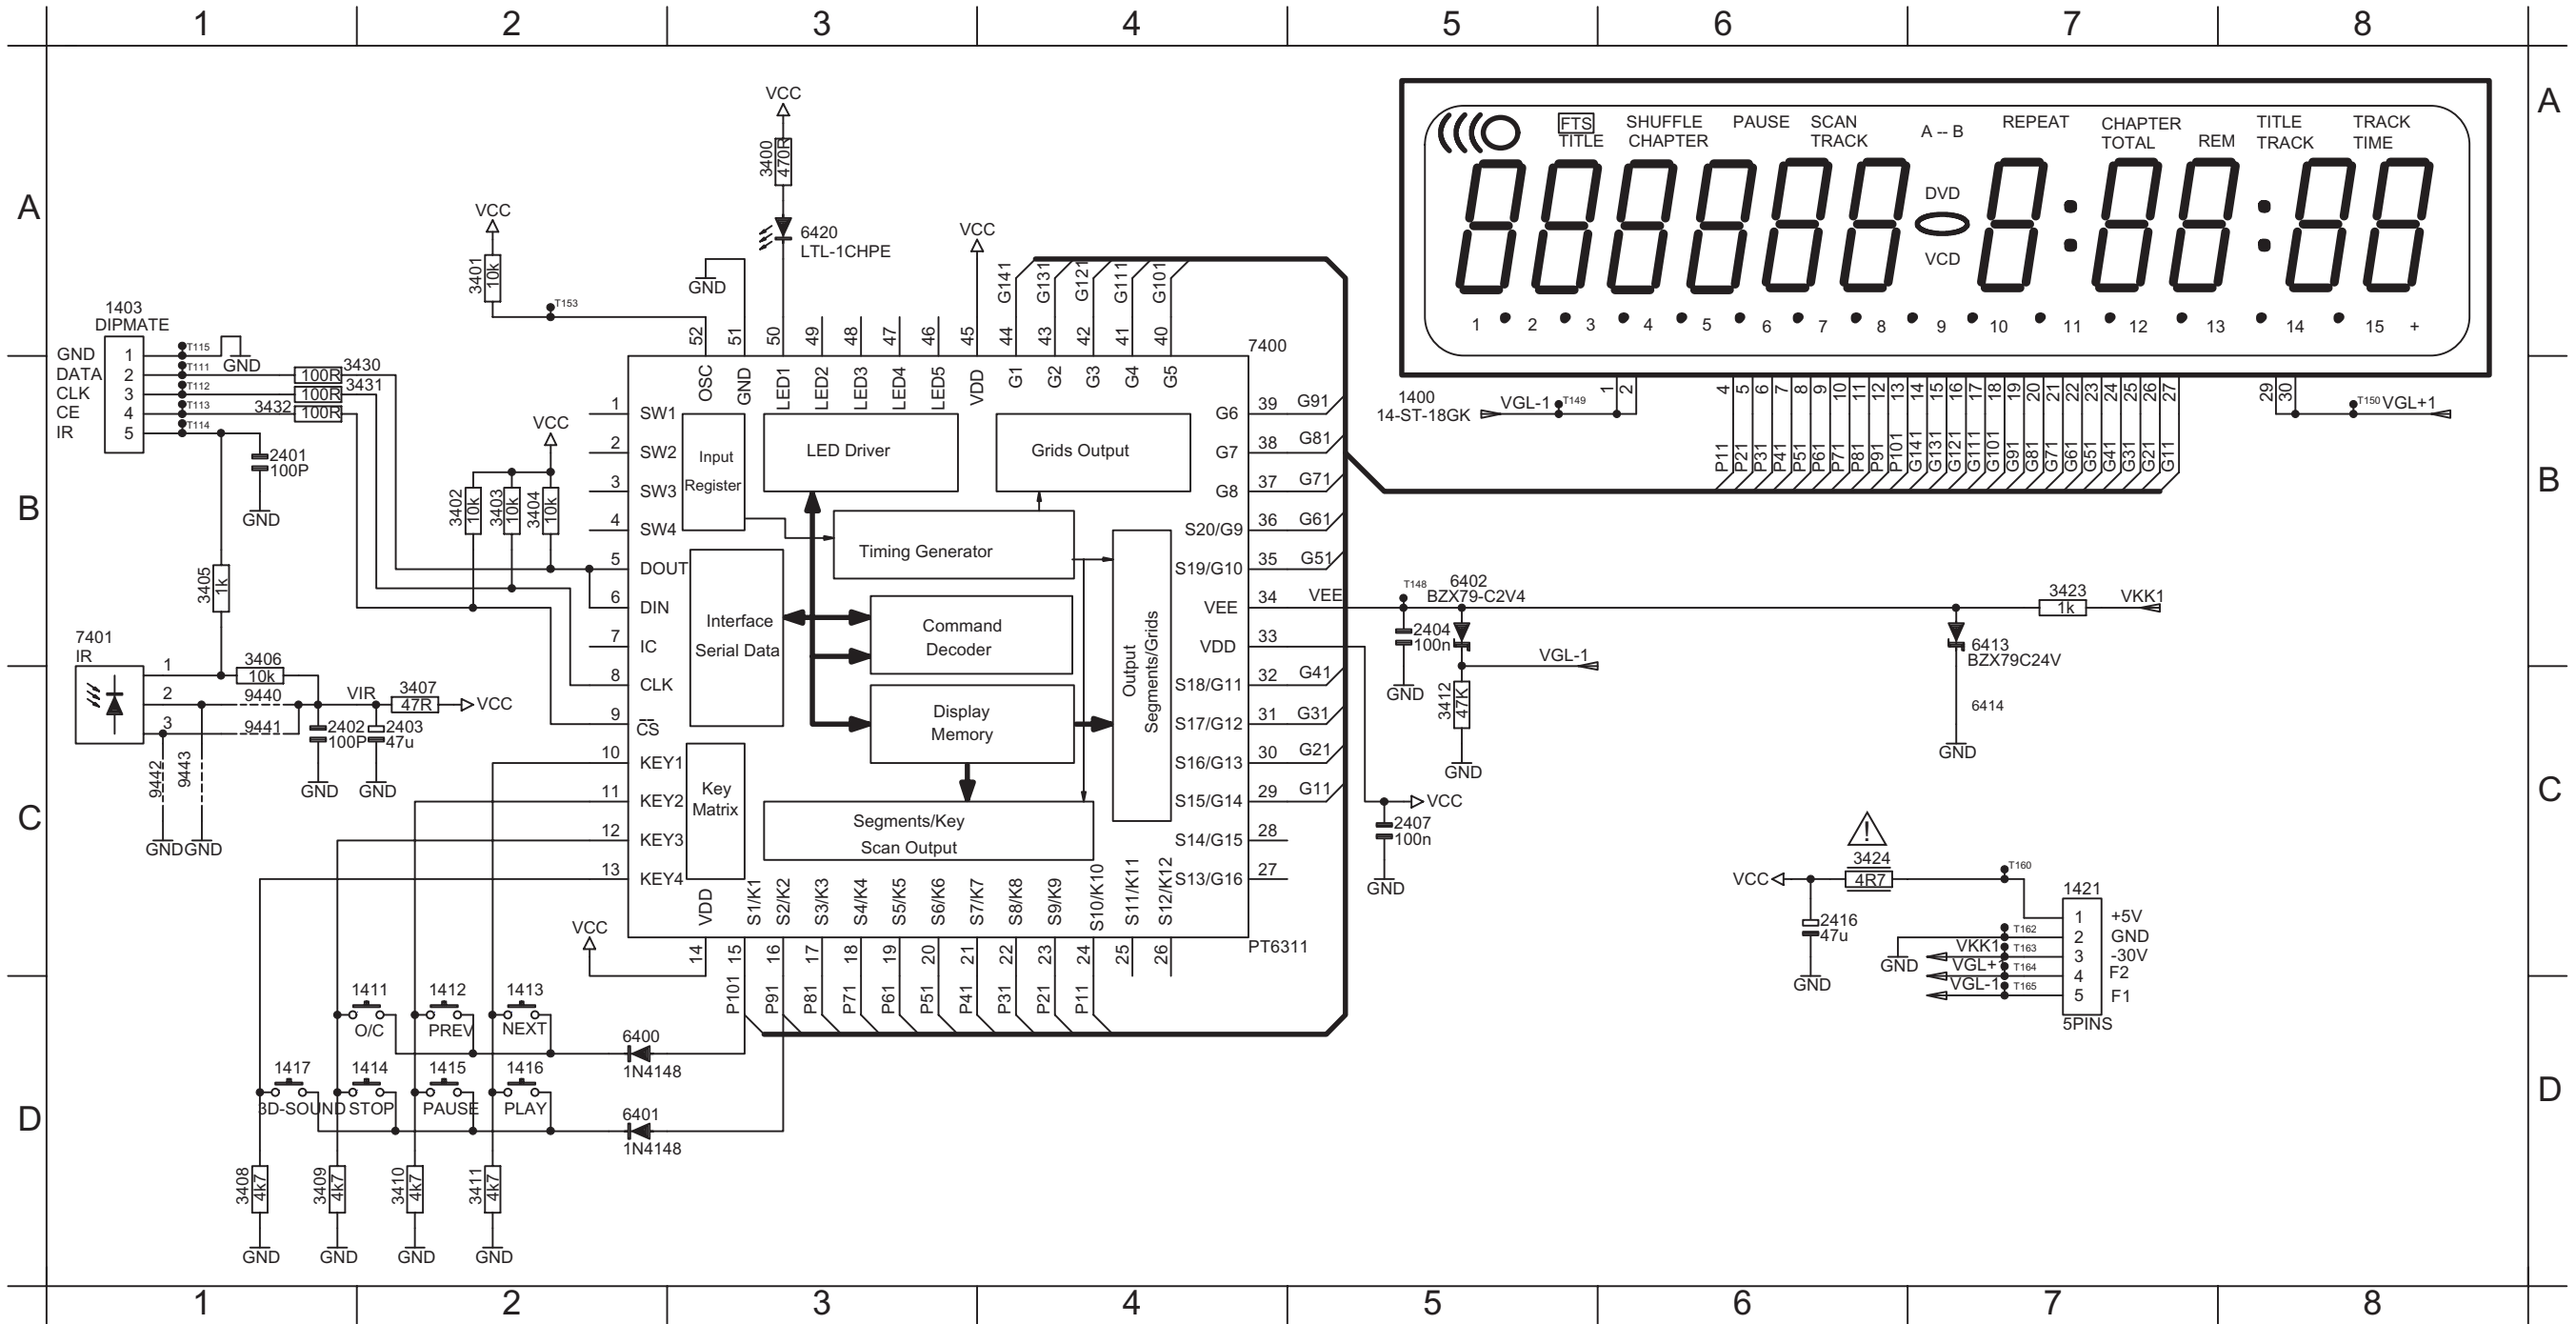 1 2 3 4 5 6 7 8
A
B
C
D
A
B
C
D
1 2 3 4 5 6 7 8
1403
DIPMATE
GND 1 T115
DATA 2 T111
CLK 3 T112
CE 4 T113
IR 5 T114
GND
100R 3430
100R 3431
3432 100R
2401
100P
GND
3405 1k
7401
IR
1
2
3
3406
10k
9440
9441
9442
9443
VIR
3407
47R
VCC
2402
100P
2403
47u
GND GND
GND GND
VCC
3401 10k
T153
VCC
3402 10k
3403 10k
3404 10k
VCC
3400 470R
6420
LTL-1CHPE
GND
VCC
52 51 50 49 48 47 46 45 44 43 42 41 40
OSC GND LED1 LED2 LED3 LED4 LED5 VDD G1 G2 G3 G4 G5
G141 G131 G121 G111 G101
7400
1 SW1
2 SW2
3 SW3
4 SW4
5 DOUT
6 DIN
7 IC
8 CLK
9 CS
10 KEY1
11 KEY2
12 KEY3
13 KEY4
Input
Register
LED Driver
Grids Output
Timing Generator
Interface
Serial Data
Command
Decoder
Display
Memory
Output
Segments/Grids
Key
Matrix
Segments/Key
Scan Output
G6 39 G91
G7 38 G81
G8 37 G71
S20/G9 36 G61
S19/G10 35 G51
VEE 34 VEE
VDD 33
S18/G11 32 G41
S17/G12 31 G31
S16/G13 30 G21
S15/G14 29 G11
S14/G15 28
S13/G16 27
VDD S1/K1 S2/K2 S3/K3 S4/K4 S5/K5 S6/K6 S7/K7 S8/K8 S9/K9 S10/K10 S11/K11 S12/K12
14 15 16 17 18 19 20 21 22 23 24 25 26
P101 P91 P81 P71 P61 P51 P41 P31 P21 P11
PT6311
VCC
1411
O/C
1412
PREV
1413
NEXT
6400
1N4148
1417
3D-SOUND
1414
STOP
1415
PAUSE
1416
PLAY
6401
1N4148
3408 4k7
3409 4k7
3410 4k7
3411 4k7
GND GND GND GND
FTS SHUFFLE PAUSE SCAN A -- B REPEAT CHAPTER TITLE TRACK
TITLE CHAPTER TRACK TOTAL REM TRACK TIME
DVD
VCD
1 2 3 4 5 6 7 8 9 10 11 12 13 14 15 +
1400
14-ST-18GK
VGL-1 T149
1 2 4 5 6 7 8 9 10 11 12 13 14 15 16 17 18 19 20 21 22 23 24 25 26 27 29 30
P11 P21 P31 P41 P51 P61 P71 P81 P91 P101 G141 G131 G121 G111 G101 G91 G81 G71 G61 G51 G41 G31 G21 G11
T150 VGL+1
T148
6402
BZX79-C2V4
2404
100n
GND
VGL-1
3412 47K
GND
3423
1k
VKK1
6413
BZX79C24V
6414
GND
VCC
2407
100n
GND
!
3424
4R7
VCC
T160
2416
47u
GND
1421
1 +5V
T162 2 GND
GND
VKK1 T163 3 -30V
VGL+1 T164 4 F2
VGL-1 T165 5 F1
5PINS